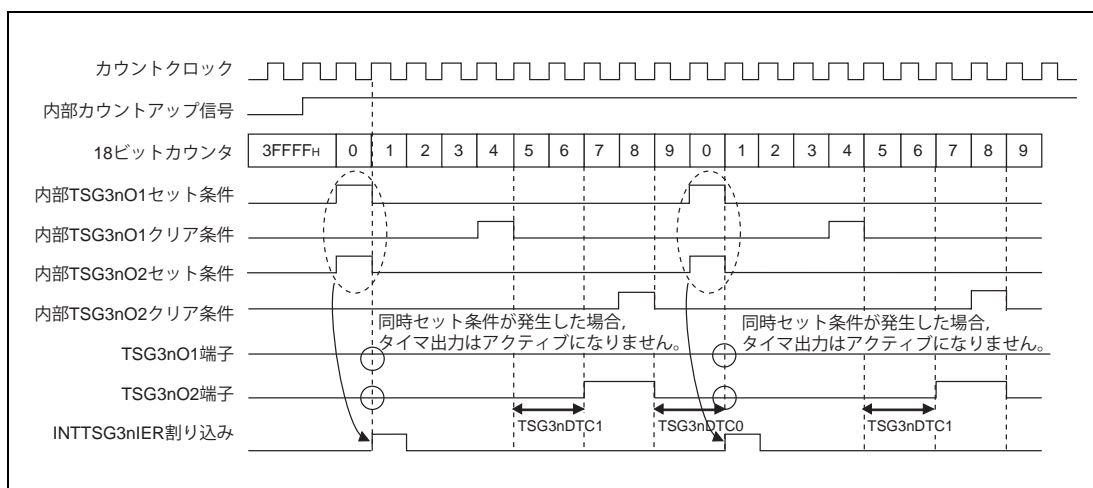 カウントクロック
内部カウントアップ信号
18ビットカウンタ 3FFFFH 0 1 2 3 4 5 6 7 8 9 0 1 2 3 4 5 6 7 8 9
内部TSG3nO1セット条件
内部TSG3nO1クリア条件
内部TSG3nO2セット条件
内部TSG3nO2クリア条件
同時セット条件が発生した場合, 同時セット条件が発生した場合,
タイマ出力はアクティブになりません。 タイマ出力はアクティブになりません。
TSG3nO1端子
TSG3nO2端子
TSG3nDTC1 TSG3nDTC0 TSG3nDTC1
INTTSG3nIER割り込み